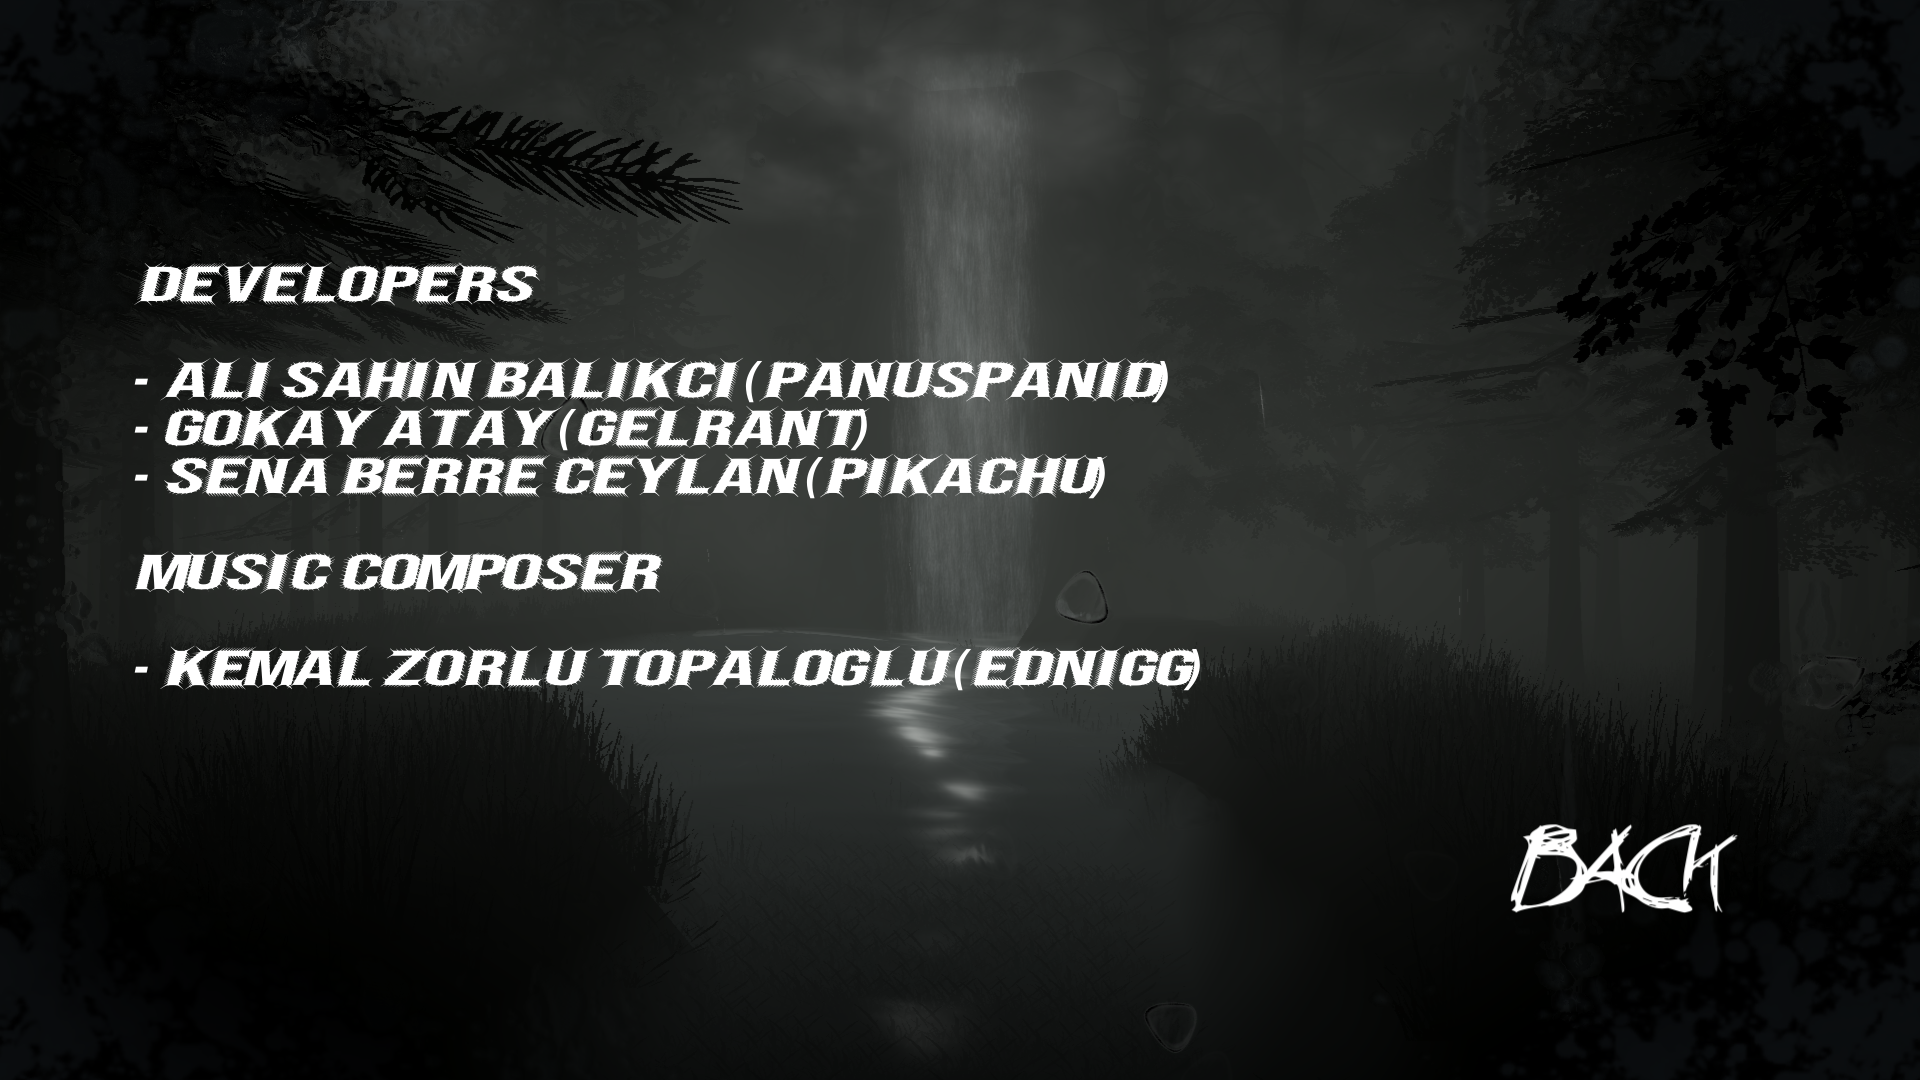 DEVELOPERS
- ALI SAHIN BALIKCI (PANUSPANID)
- GOKAY ATAY (GELRANT)
- SENA BERRE CEYLAN (PIKACHU)
MUSIC COMPOSER
- KEMAL ZORLU TOPALOGLU (EDNIGG)
BACK